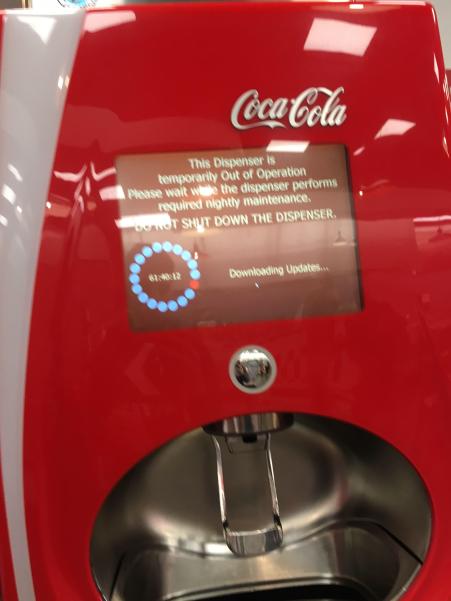 Coca-Cola
This Dispenser is
temporarily Out of Operation
Please wait while the dispenser performs
required nightly maintenance.
DO NOT SHUT DOWN THE DISPENSER.
61:40:12
Downloading Updates...